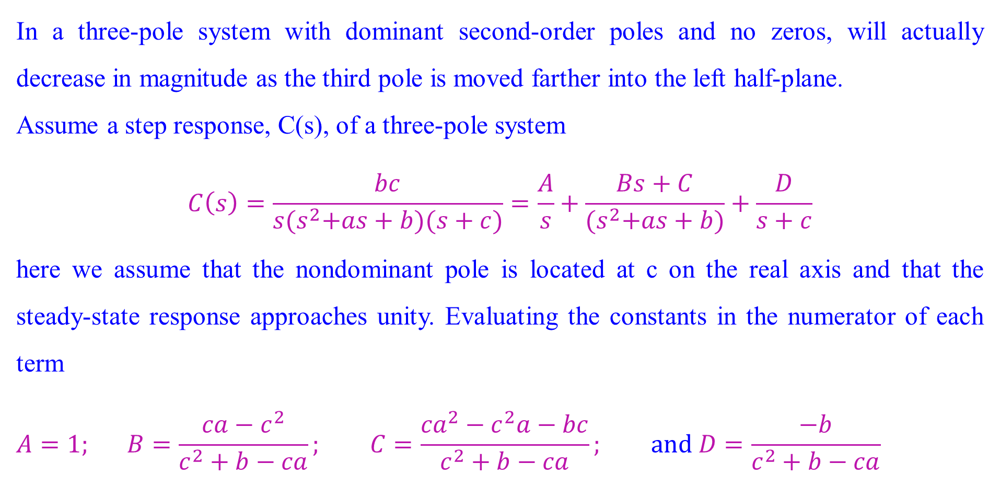 In a three-pole system with dominant second-order poles and no zeros, will actually
decrease in magnitude as the third pole is moved farther into the left half-plane.
Assume a step response, C(s), of a three-pole system
C(s) = \frac{bc}{s(s^2+as + b)(s + c)} = \frac{A}{s} + \frac{Bs + C}{(s^2+as + b)} + \frac{D}{s + c}
here we assume that the nondominant pole is located at c on the real axis and that the
steady-state response approaches unity. Evaluating the constants in the numerator of each
term
A = 1; B = \frac{ca − c^2}{c^2 + b − ca}; C = \frac{ca^2 − c^2a − bc}{c^2 + b − ca}; and D = \frac{−b}{c^2 + b − ca}